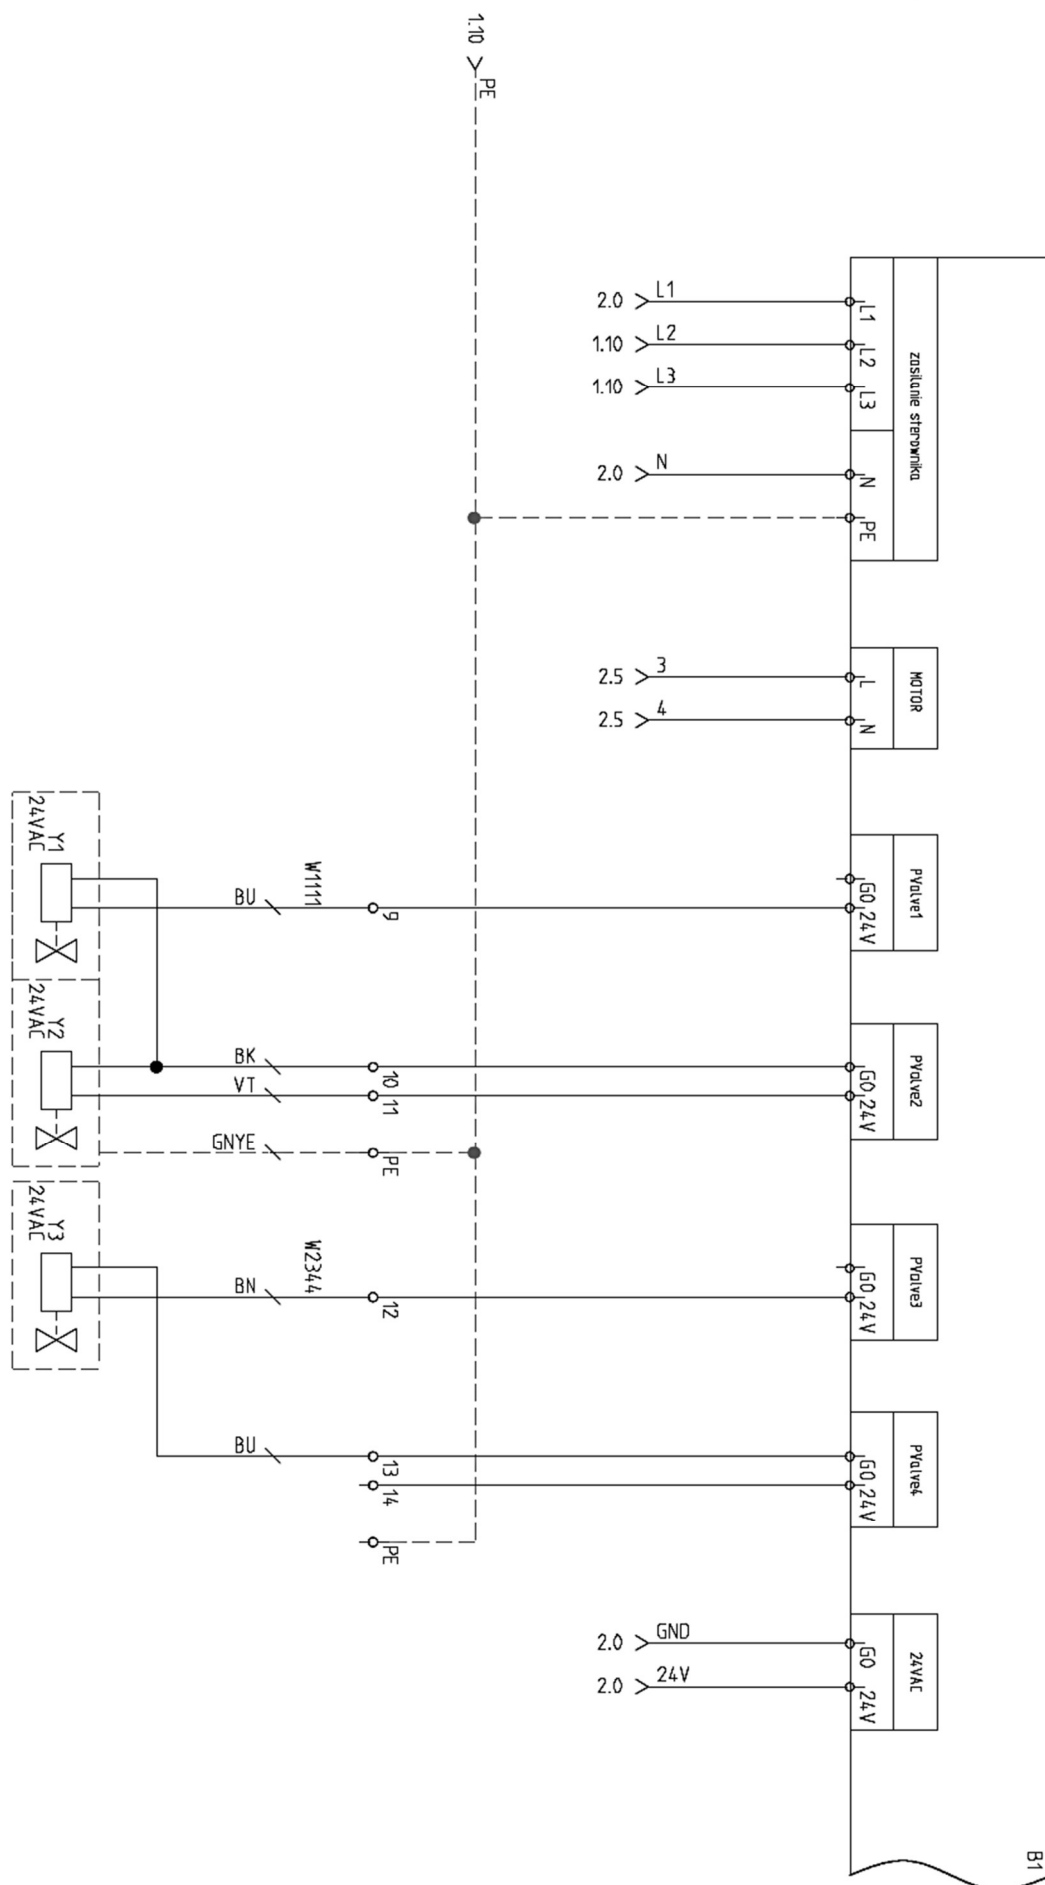 1.10
PE
2.0
L1
L1
1.10
L2
L2
1.10
L3
L3
2.0
N
N
PE
zasilanie sterownika
2.5
3
L
2.5
4
N
MOTOR
Y1
24VAC
BU
W1111
9
G0 24V
PValve1
Y2
24VAC
BK
10
VT
11
G0 24V
PValve2
GNYE
PE
Y3
24VAC
BN
W2344
12
G0 24V
PValve3
BU
13
14
PE
G0 24V
PValve4
2.0
GND
G0
2.0
24V
24V
24VAC
B1